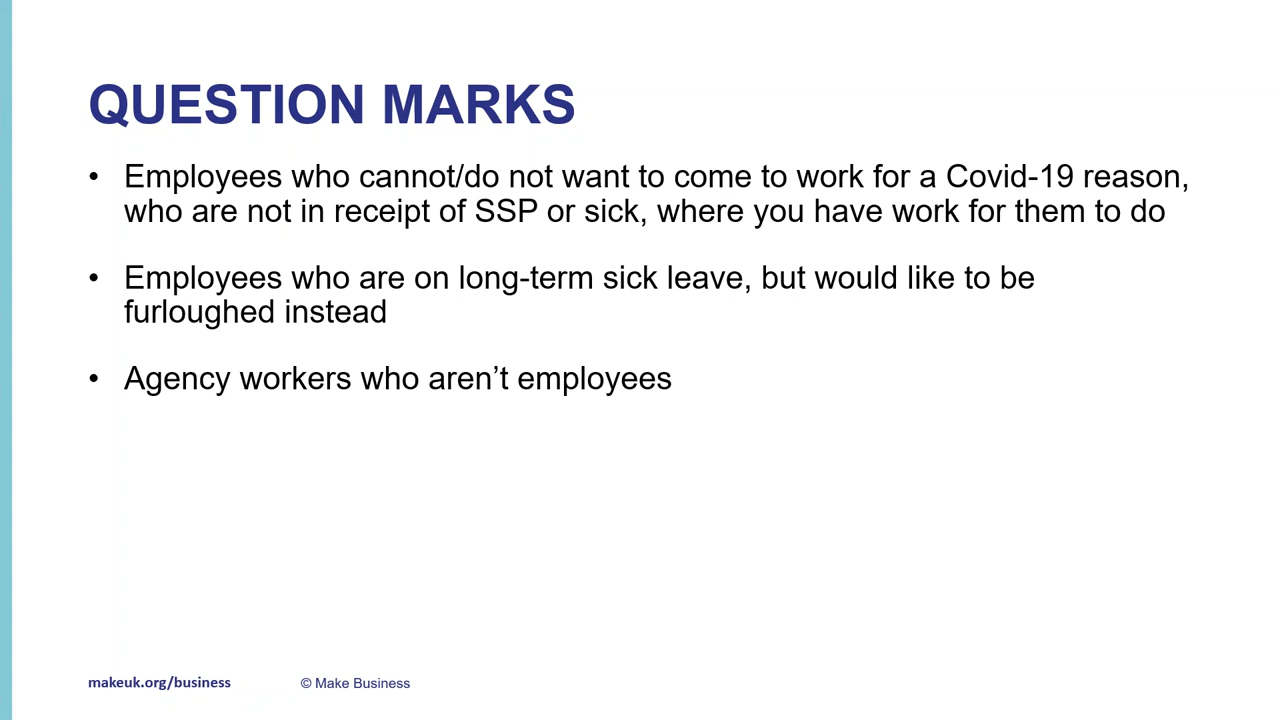 QUESTION MARKS
• Employees who cannot/do not want to come to work for a Covid-19 reason,
who are not in receipt of SSP or sick, where you have work for them to do
• Employees who are on long-term sick leave, but would like to be
furloughed instead
• Agency workers who aren’t employees
makeuk.org/business © Make Business